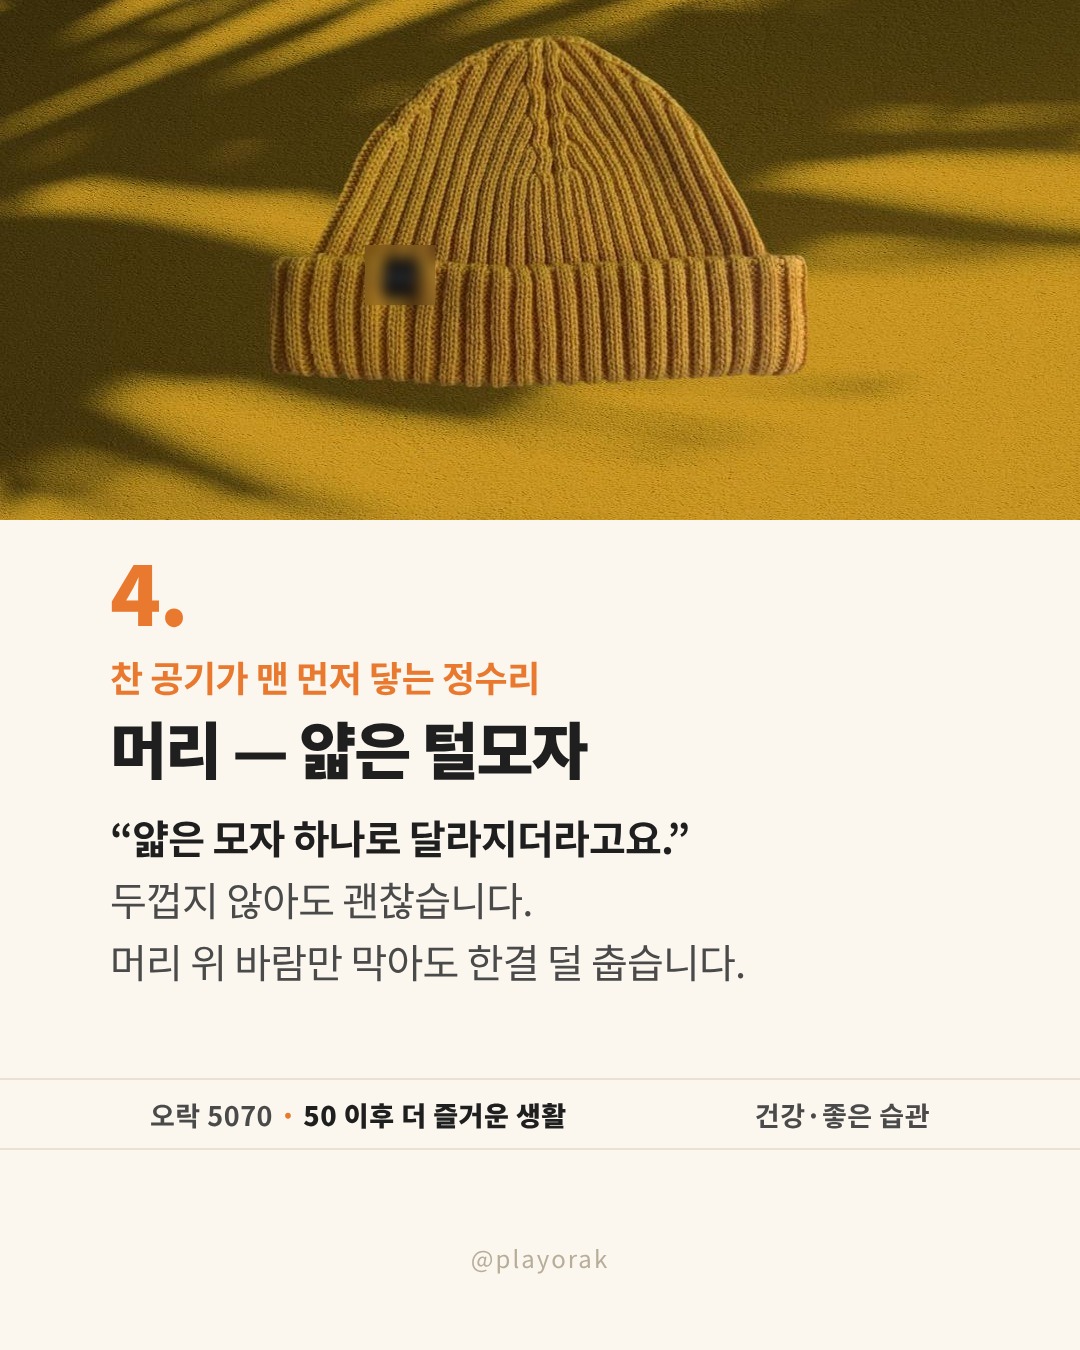 4.
찬 공기가 맨 먼저 닿는 정수리
머리 — 얇은 털모자
“얇은 모자 하나로 달라지더라고요.”
두껍지 않아도 괜찮습니다.
머리 위 바람만 막아도 한결 덜 춥습니다.
오락 5070 · 50 이후 더 즐거운 생활
건강·좋은 습관
@playorak